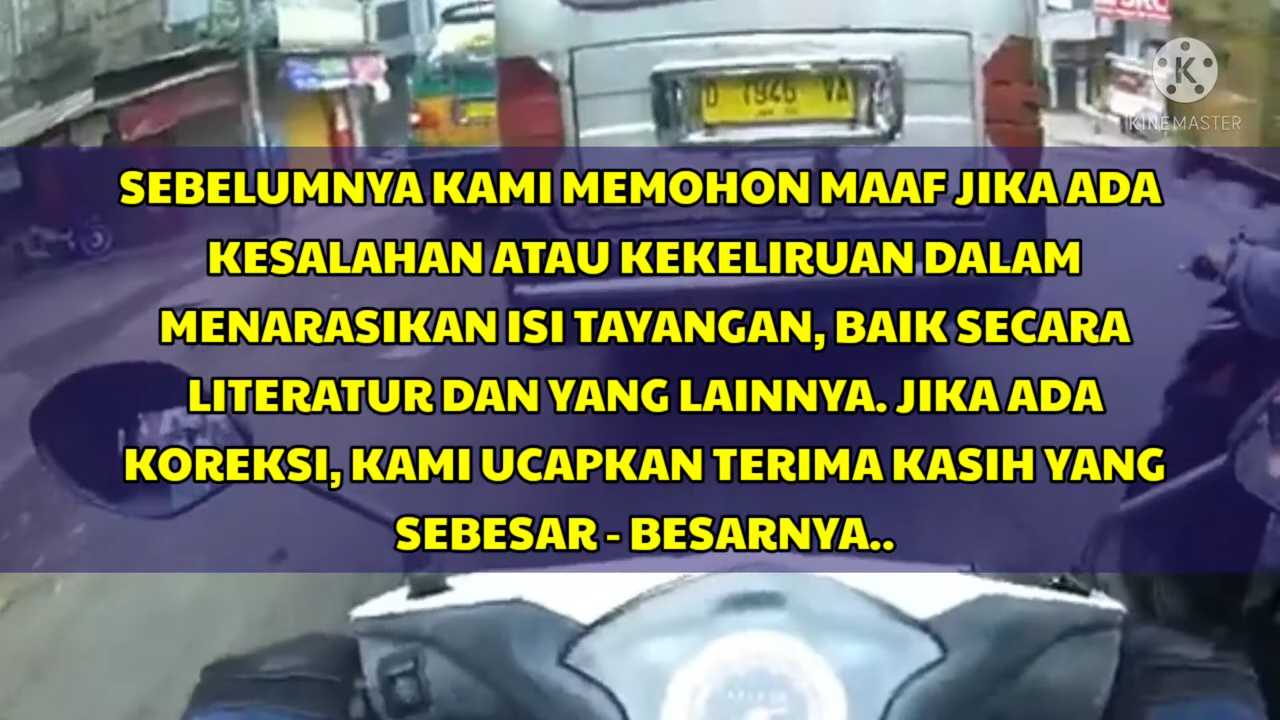 SRC
KINEMASTER
D 1946 VA
SEBELUMNYA KAMI MEMOHON MAAF JIKA ADA
KESALAHAN ATAU KEKELIRUAN DALAM
MENARASIKAN ISI TAYANGAN, BAIK SECARA
LITERATUR DAN YANG LAINNYA. JIKA ADA
KOREKSI, KAMI UCAPKAN TERIMA KASIH YANG
SEBESAR - BESARNYA..